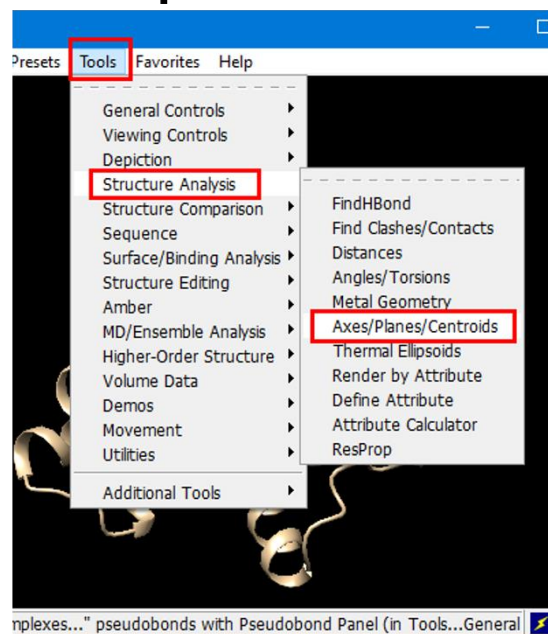 Presets Tools Favorites Help
General Controls
Viewing Controls
Depiction
Structure Analysis
Structure Comparison
Sequence
Surface/Binding Analysis
Structure Editing
Amber
MD/Ensemble Analysis
Higher-Order Structure
Volume Data
Demos
Movement
Utilities
Additional Tools
FindHBond
Find Clashes/Contacts
Distances
Angles/Torsions
Metal Geometry
Axes/Planes/Centroids
Thermal Ellipsoids
Render by Attribute
Define Attribute
Attribute Calculator
ResProp
mplexes..." pseudobonds with Pseudobond Panel (in Tools...General